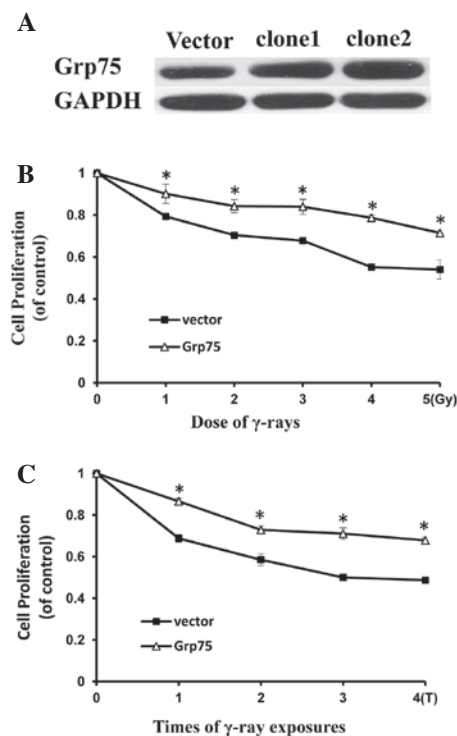 A
Vector clone1 clone2
Grp75
GAPDH
B
Cell Proliferation
(of control)
1
0.8
0.6
0.4
0.2
0
* * * * *
vector
Grp75
0 1 2 3 4 5(Gy)
Dose of γ-rays
C
Cell Proliferation
(of control)
1
0.8
0.6
0.4
0.2
0
* * * *
vector
Grp75
0 1 2 3 4(T)
Times of γ-ray exposures